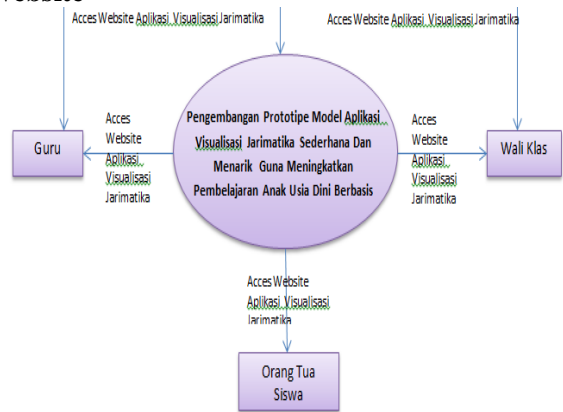 Acces Website Aplikasi Visualisasi Jarimatika
Acces Website Aplikasi Visualisasi Jarimatika
Guru
Acces
Website
Aplikasi
Visualisasi
Jarimatika
Pengembangan Prototipe Model Aplikasi
Visualisasi Jarimatika Sederhana Dan
Menarik Guna Meningkatkan
Pembelajaran Anak Usia Dini Berbasis
Acces
Website
Aplikasi
Visualisasi
Jarimatika
Wali Klas
Acces Website
Aplikasi Visualisasi
Jarimatika
Orang Tua
Siswa